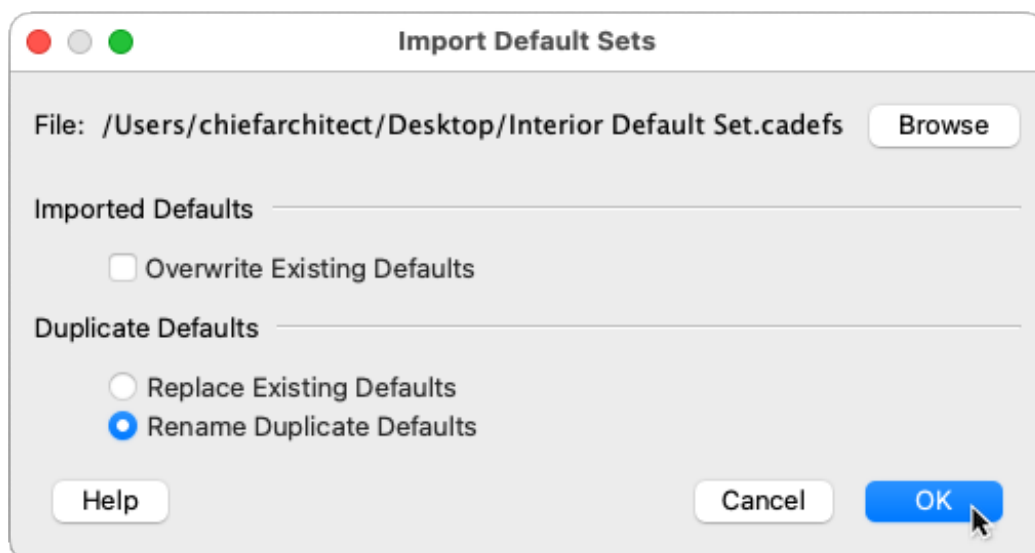 Import Default Sets
File: /Users/chiefarchitect/Desktop/Interior Default Set.cadefs Browse
Imported Defaults
Overwrite Existing Defaults
Duplicate Defaults
Replace Existing Defaults
Rename Duplicate Defaults
Help Cancel OK